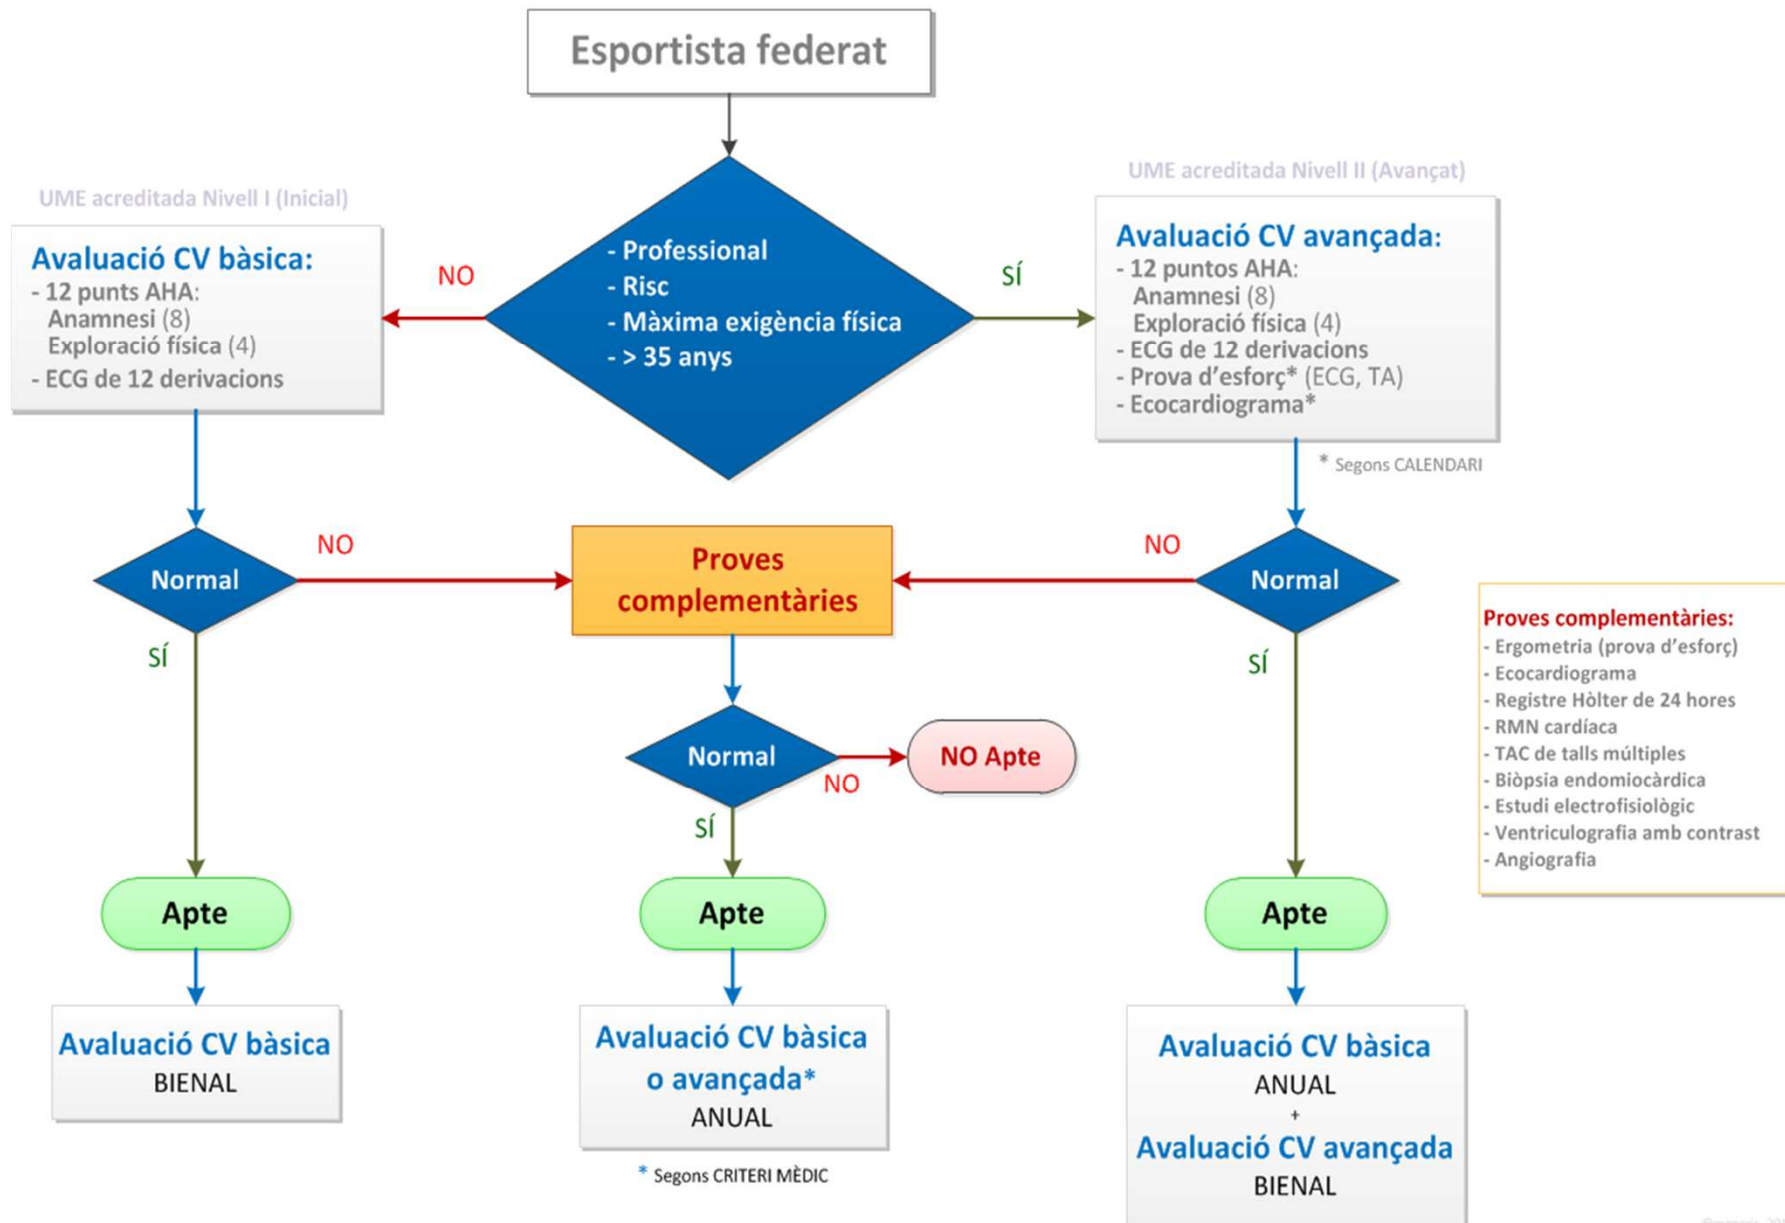 Esportista federat
UME acreditada Nivell I (Inicial)
Avaluació CV bàsica:
- 12 punts AHA:
Anamnesi (8)
Exploració física (4)
- ECG de 12 derivacions
NO
- Professional
- Risc
- Màxima exigència física
- > 35 anys
SÍ
UME acreditada Nivell II (Avançat)
Avaluació CV avançada:
- 12 puntos AHA:
Anamnesi (8)
Exploració física (4)
- ECG de 12 derivacions
- Prova d'esforç* (ECG, TA)
- Ecocardiograma*
* Segons CALENDARI
Normal
NO
SÍ
Proves
complementàries
NO
Normal
SÍ
Normal
NO
NO Apte
SÍ
Proves complementàries:
- Ergometria (prova d'esforç)
- Ecocardiograma
- Registre Hòlter de 24 hores
- RMN cardíaca
- TAC de talls múltiples
- Biòpsia endomiocàrdica
- Estudi electrofisiològic
- Ventriculografia amb contrast
- Angiografia
Apte
Apte
Apte
Avaluació CV bàsica
BIENAL
Avaluació CV bàsica
o avançada*
ANUAL
* Segons CRITERI MÈDIC
Avaluació CV bàsica
ANUAL
+
Avaluació CV avançada
BIENAL